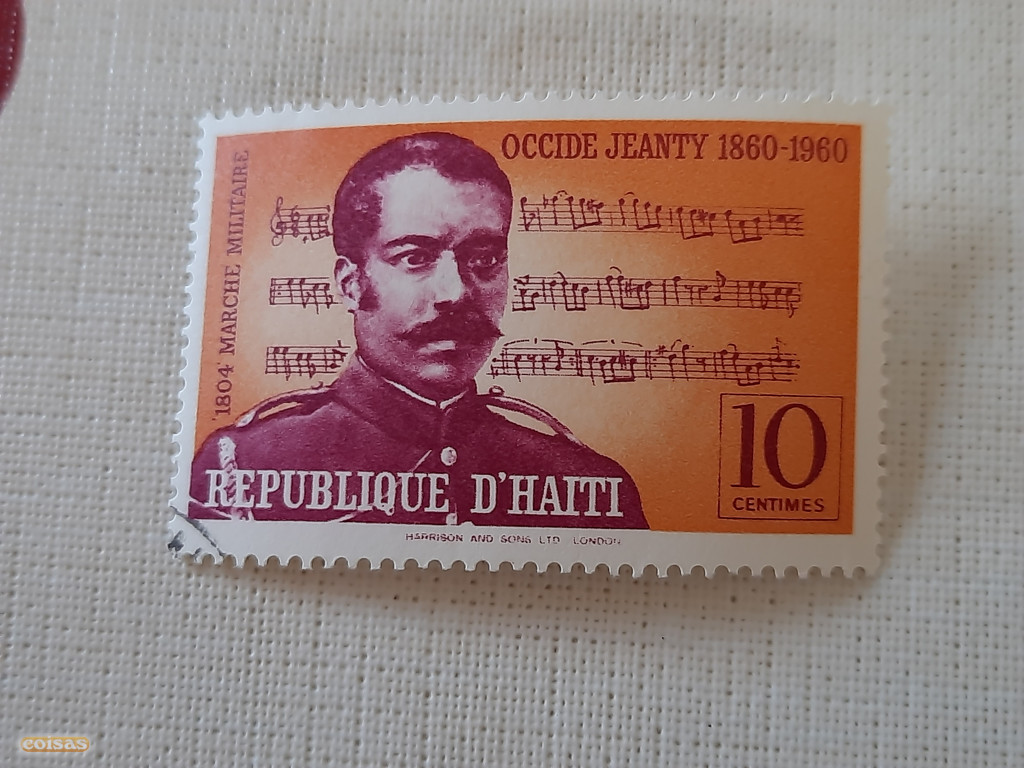 OCCIDE JEANTY 1860-1960
'1804' MARCHE MILITAIRE
10
CENTIMES
REPUBLIQUE D'HAITI
HARRISON AND SONS LTD LONDON
coisas